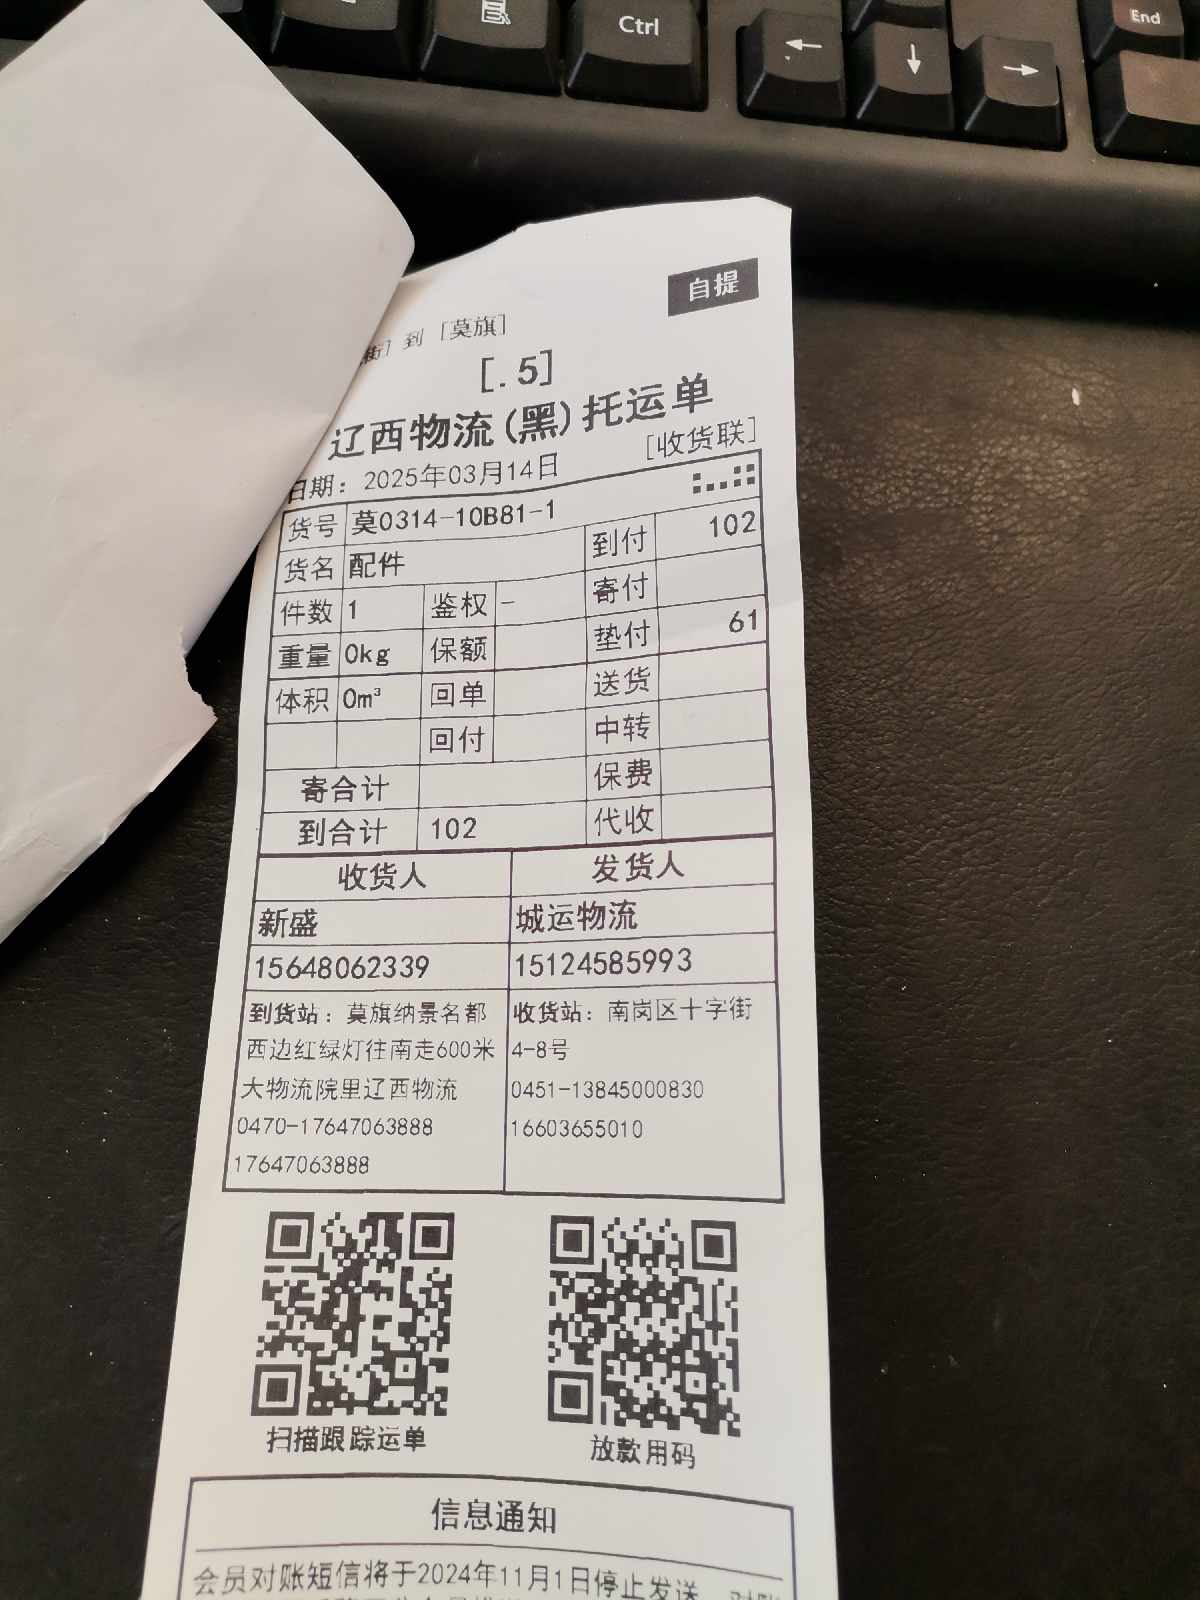 Ctrl
End
自提
街] 到 [莫旗]
[.5]
辽西物流(黑)托运单
日期: 2025年03月14日
[收货联]
货号 莫0314-10B81-1
货名 配件 到付 102
件数 1 鉴权 - 寄付
重量 0kg 保额 垫付 61
体积 0m³ 回单 送货
回付 中转
寄合计 保费
到合计 102 代收
收货人 发货人
新盛 城运物流
15648062339 15124585993
到货站: 莫旗纳景名都
西边红绿灯往南走600米
大物流院里辽西物流
0470-17647063888
17647063888
收货站: 南岗区十字街
4-8号
0451-13845000830
16603655010
扫描跟踪运单
放款用码
信息通知
会员对账短信将于2024年11月1日停止发送